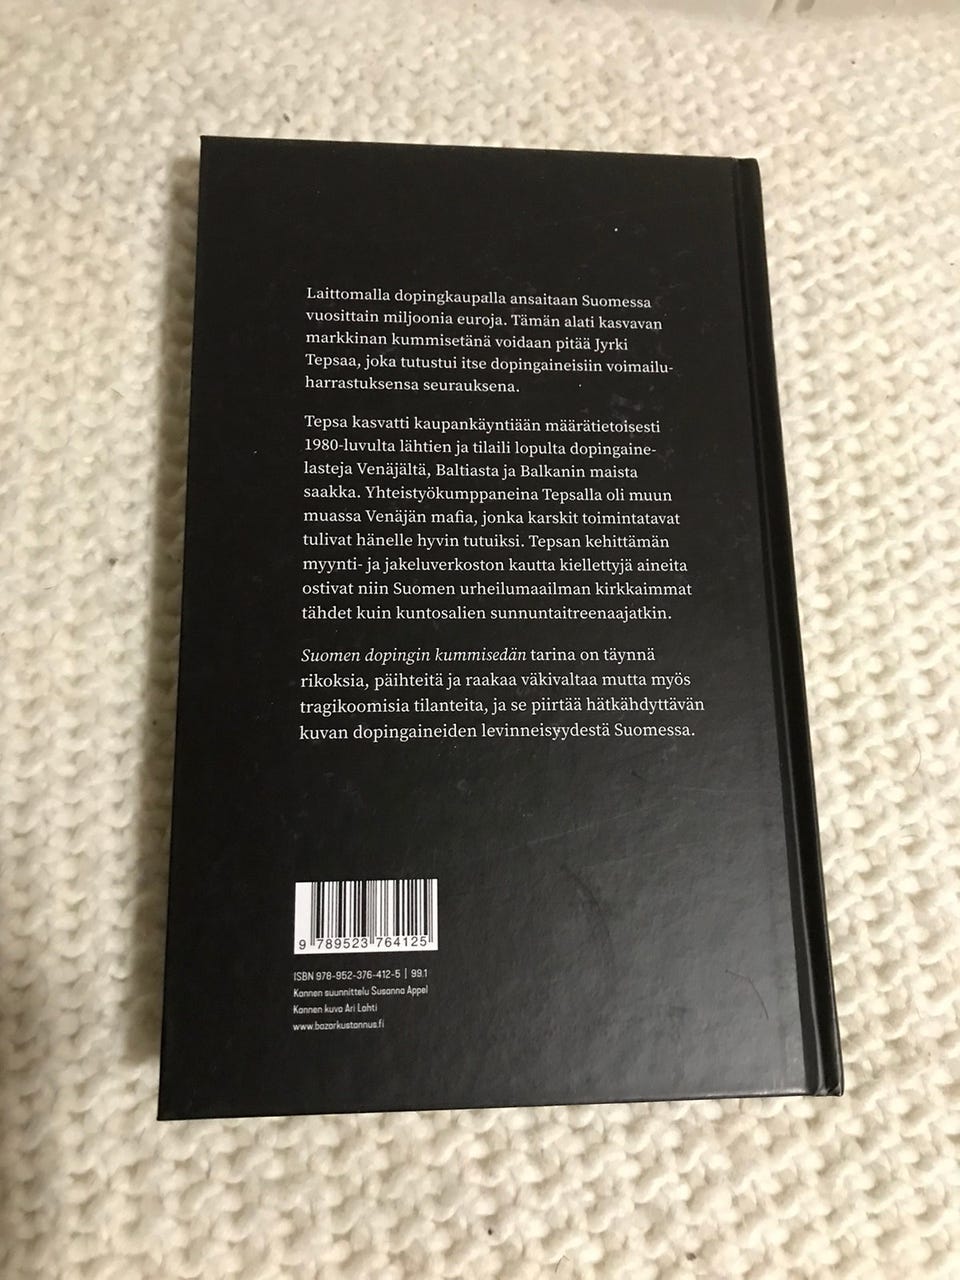 Laittomalla dopingkaupalla ansaitaan Suomessa
vuosittain miljoonia euroja. Tämän alati kasvavan
markkinan kummisetänä voidaan pitää Jyrki
Tepsaa, joka tutustui itse dopingaineisiin voimailu-
harrastuksensa seurauksena.
Tepsa kasvatti kaupankäyntiään määrätietoisesti
1980-luvulta lähtien ja tilaili lopulta dopingaine-
lasteja Venäjältä, Baltiasta ja Balkanin maista
saakka. Yhteistyökumppaneina Tepsalla oli muun
muassa Venäjän mafia, jonka karskit toimintatavat
tulivat hänelle hyvin tutuiksi. Tepsan kehittämän
myynti- ja jakeluverkoston kautta kiellettyjä aineita
ostivat niin Suomen urheilumaailman kirkkaimmat
tähdet kuin kuntosalien sunnuntaitreenaajatkin.
Suomen dopingin kummisedän tarina on täynnä
rikoksia, päihteitä ja raakaa väkivaltaa mutta myös
tragikoomisia tilanteita, ja se piirtää hätkähdyttävän
kuvan dopingaineiden levinneisyydestä Suomessa.
9 789523 764125
ISBN 978-952-376-412-5 | 99.1
Kannen suunnittelu Susanna Appel
Kannen kuva Ari Lahti
www.bazarkustannus.fi